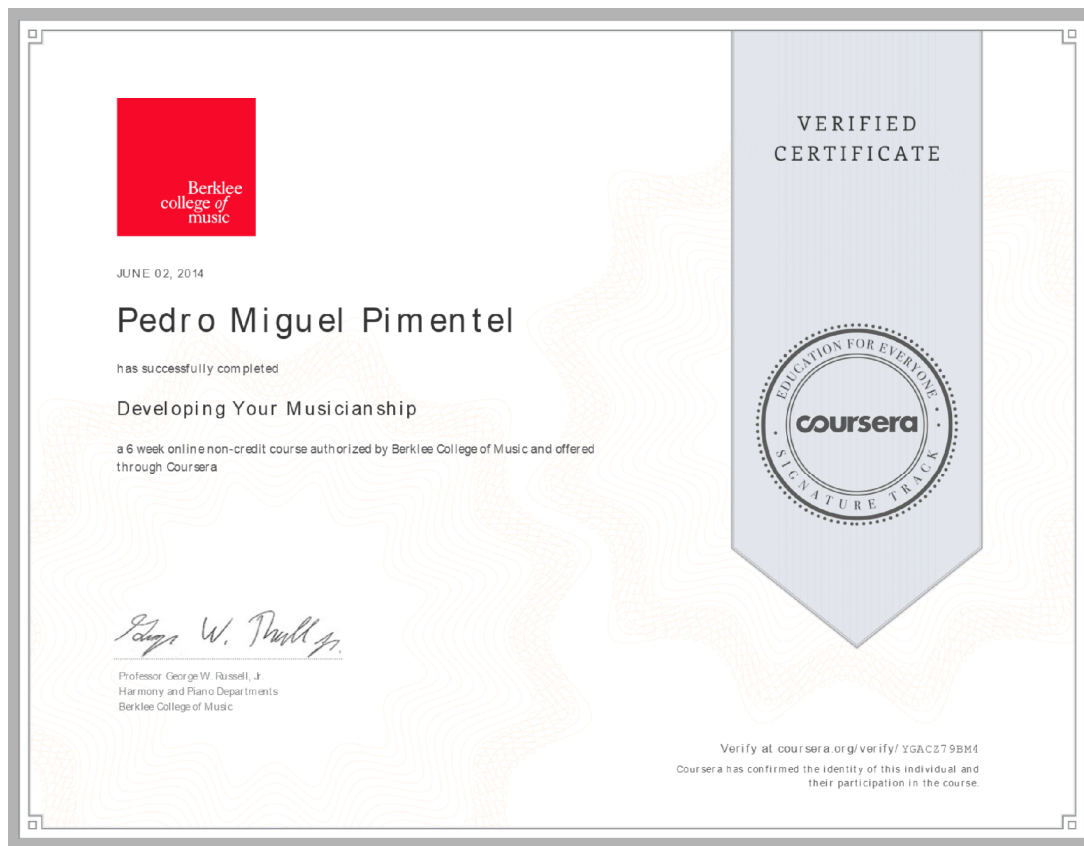 Berklee
college of
music
JUNE 02, 2014
Pedro Miguel Pimentel
has successfully completed
Developing Your Musicianship
a 6 week online non-credit course authorized by Berklee College of Music and offered
through Coursera
VERIFIED
CERTIFICATE
EDUCATION FOR EVERYONE
coursera
SIGNATURE TRACK
George W. Russell Jr.
Professor George W. Russell, Jr.
Harmony and Piano Departments
Berklee College of Music
Verify at coursera.org/verify/YGACZ79BM4
Coursera has confirmed the identity of this individual and
their participation in the course.